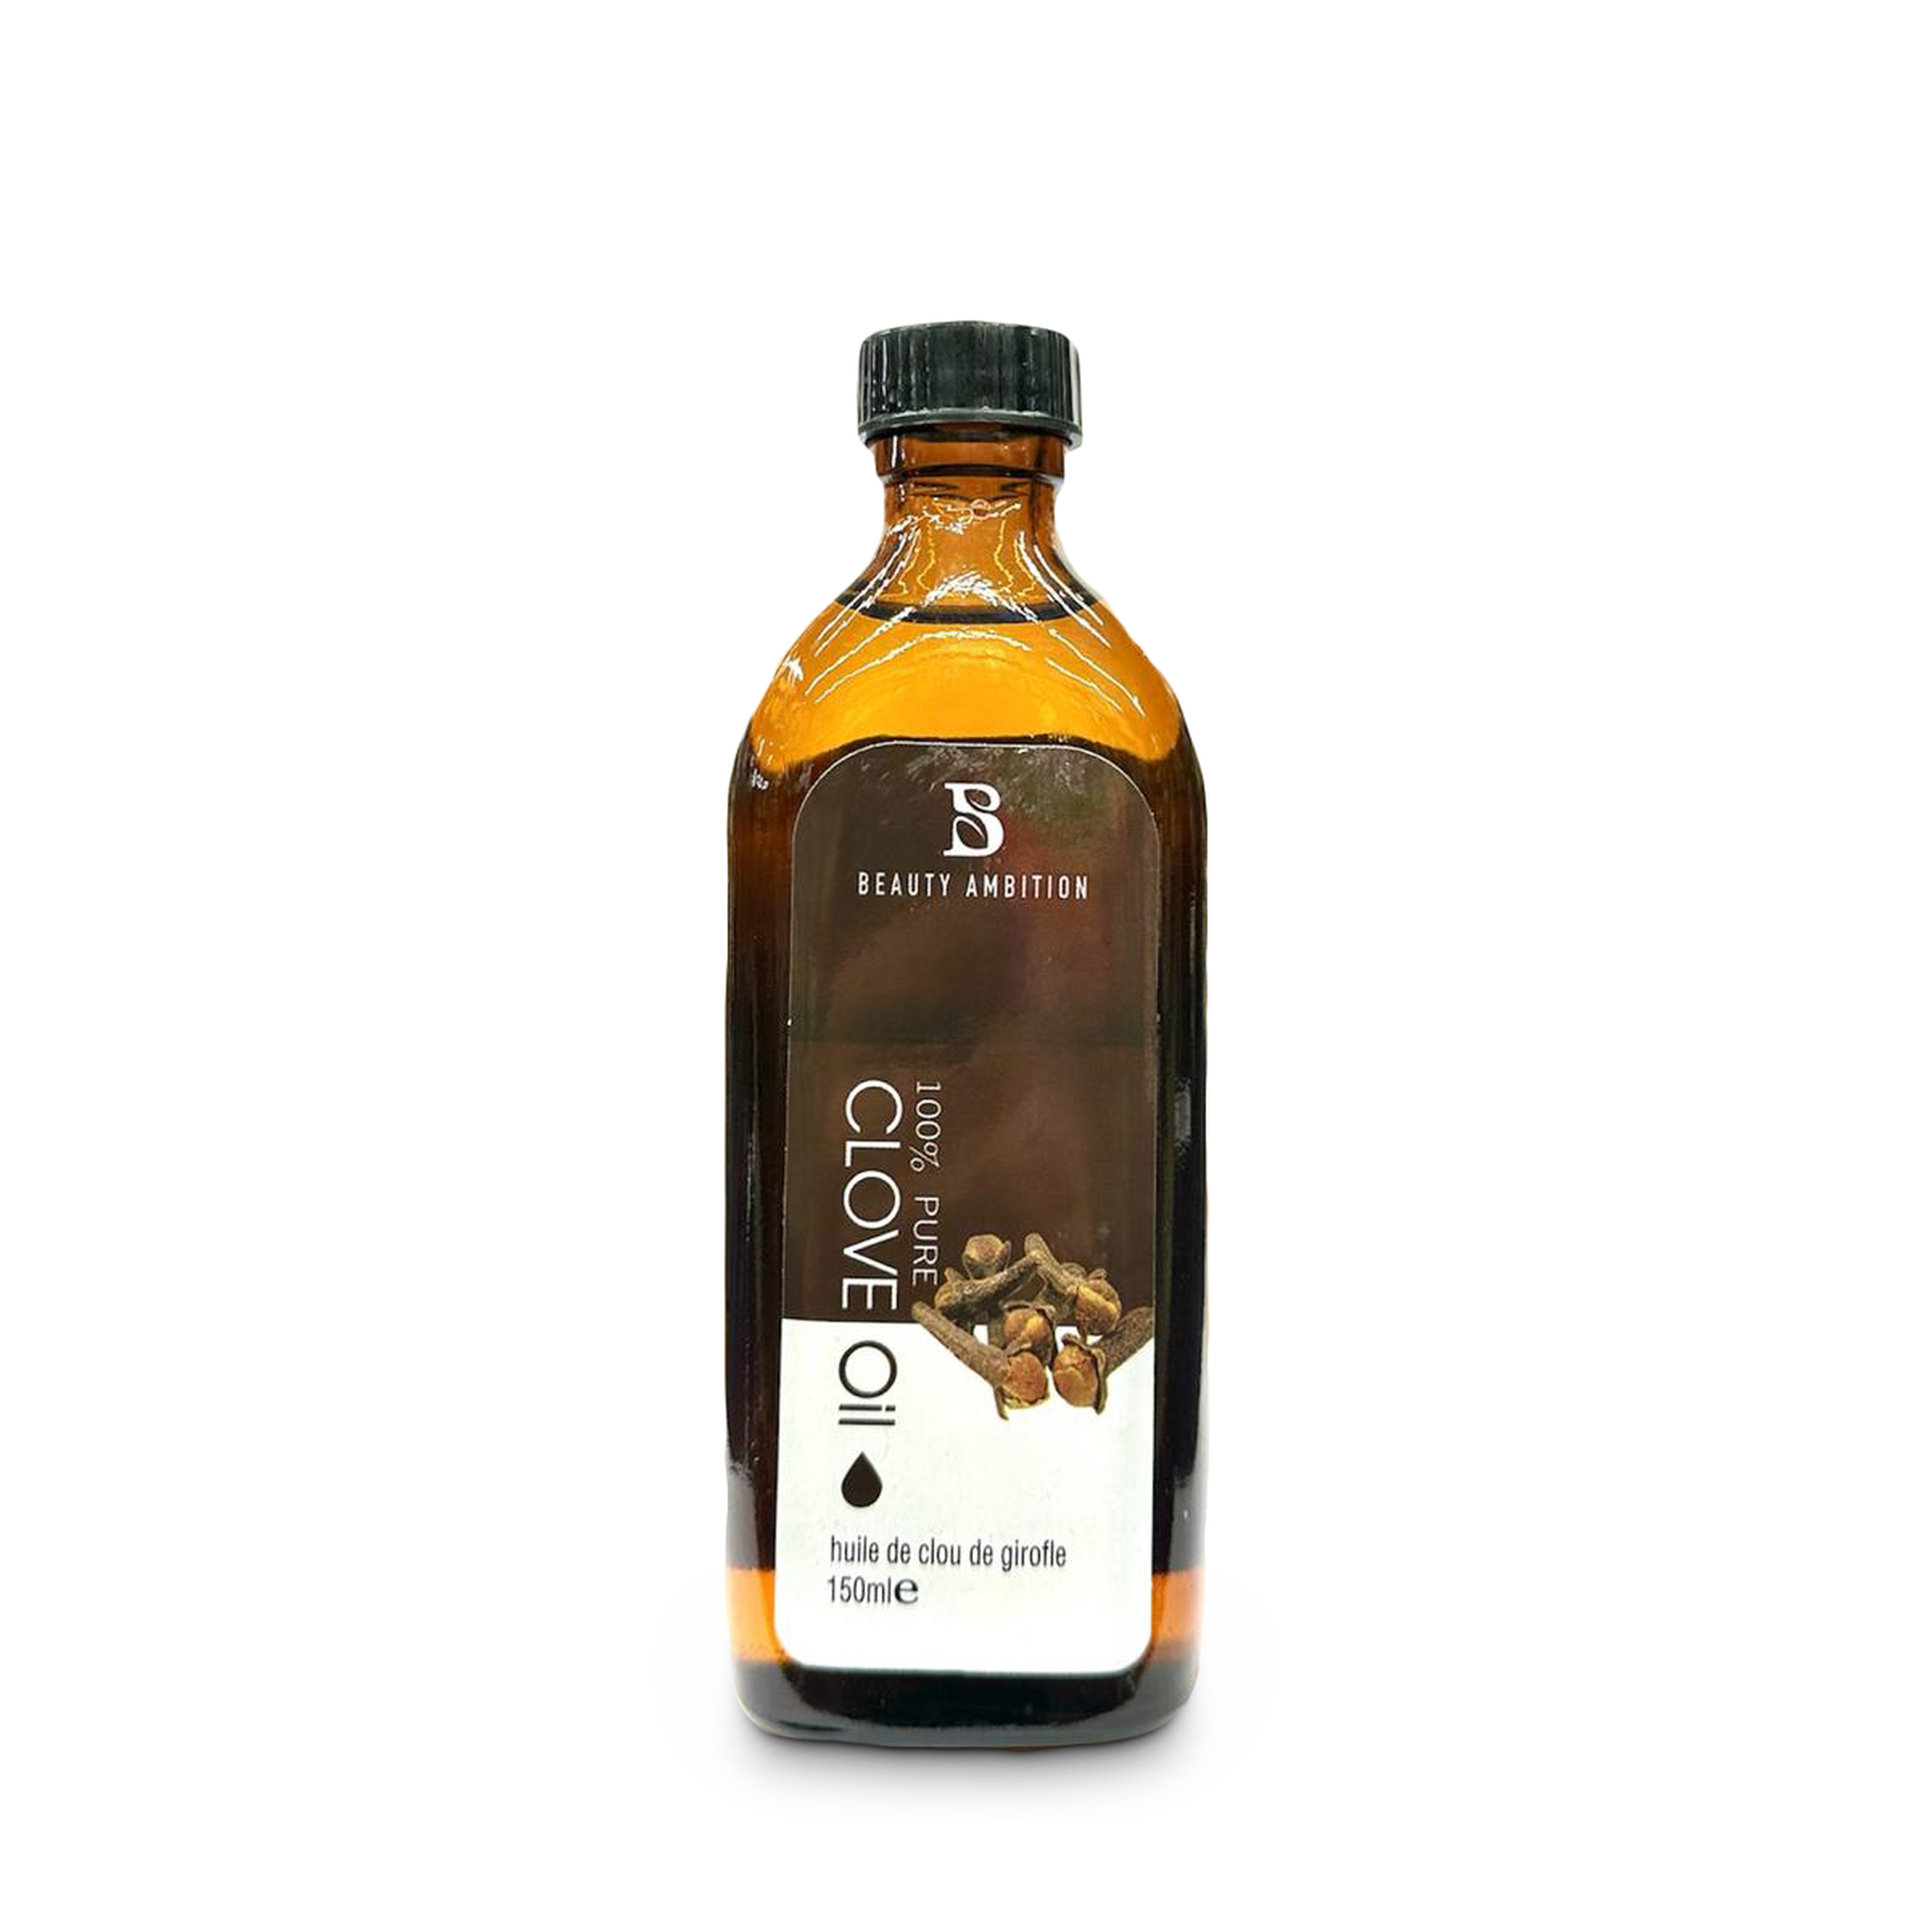 B
BEAUTY AMBITION
100% PURE
CLOVE Oil
huile de clou de girofle
150ml℮